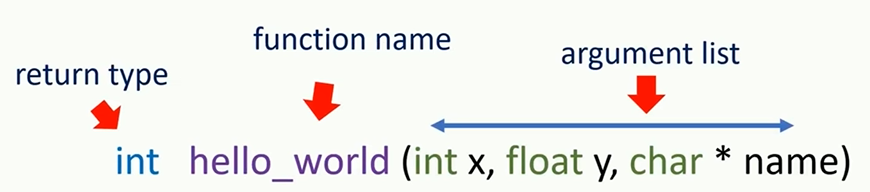 function name
return type
argument list
int hello_world (int x, float y, char * name)